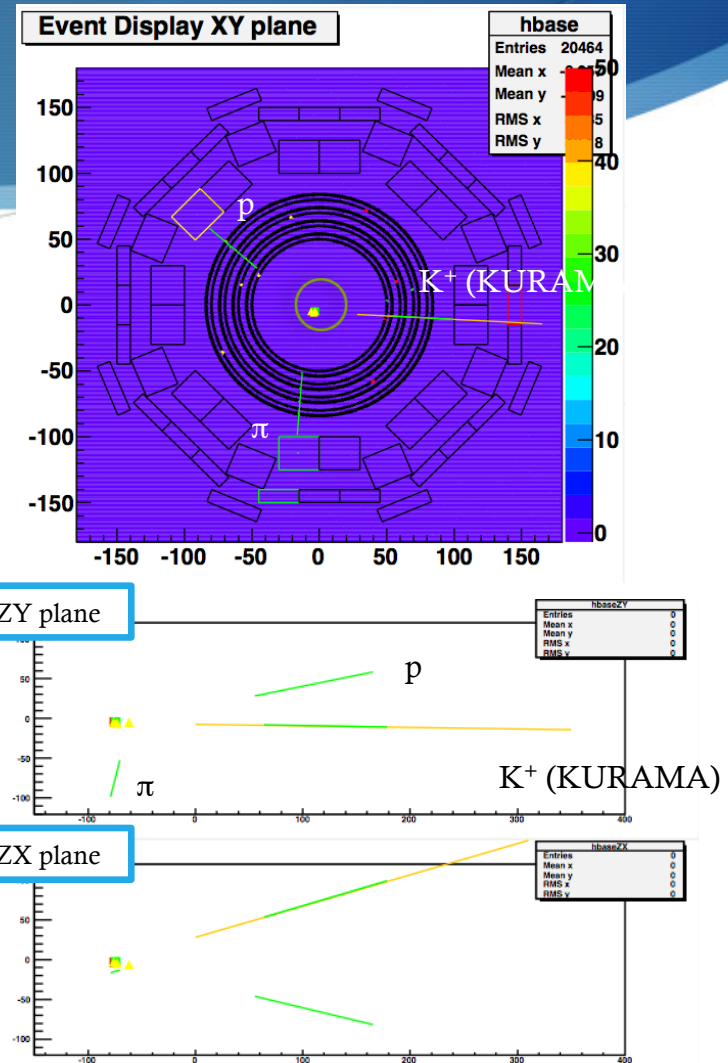 Event Display XY plane
hbase
Entries 20464
Mean x
Mean y
RMS x
RMS y
50
40
30
20
10
0
150
100
50
0
-50
-100
-150
-150 -100 -50 0 50 100 150
p
K⁺ (KURAM
π
ZY plane
hbaseZY
Entries 0
Mean x 0
Mean y 0
RMS x 0
RMS y 0
0
-50
-100
-100 0 100 200 300 400
p
π
K⁺ (KURAMA)
ZX plane
hbaseZX
Entries 0
Mean x 0
Mean y 0
RMS x 0
RMS y 0
50
0
-50
-100
-100 0 100 200 300 400